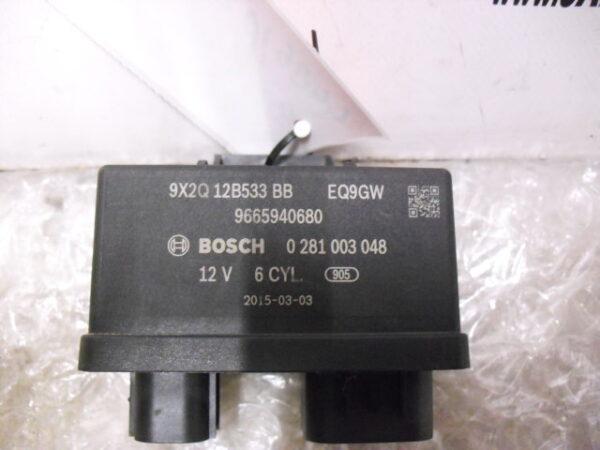 9X2Q 12B533 BB EQ9GW
9665940680
BOSCH 0 281 003 048
12 V 6 CYL. 905
2015-03-03